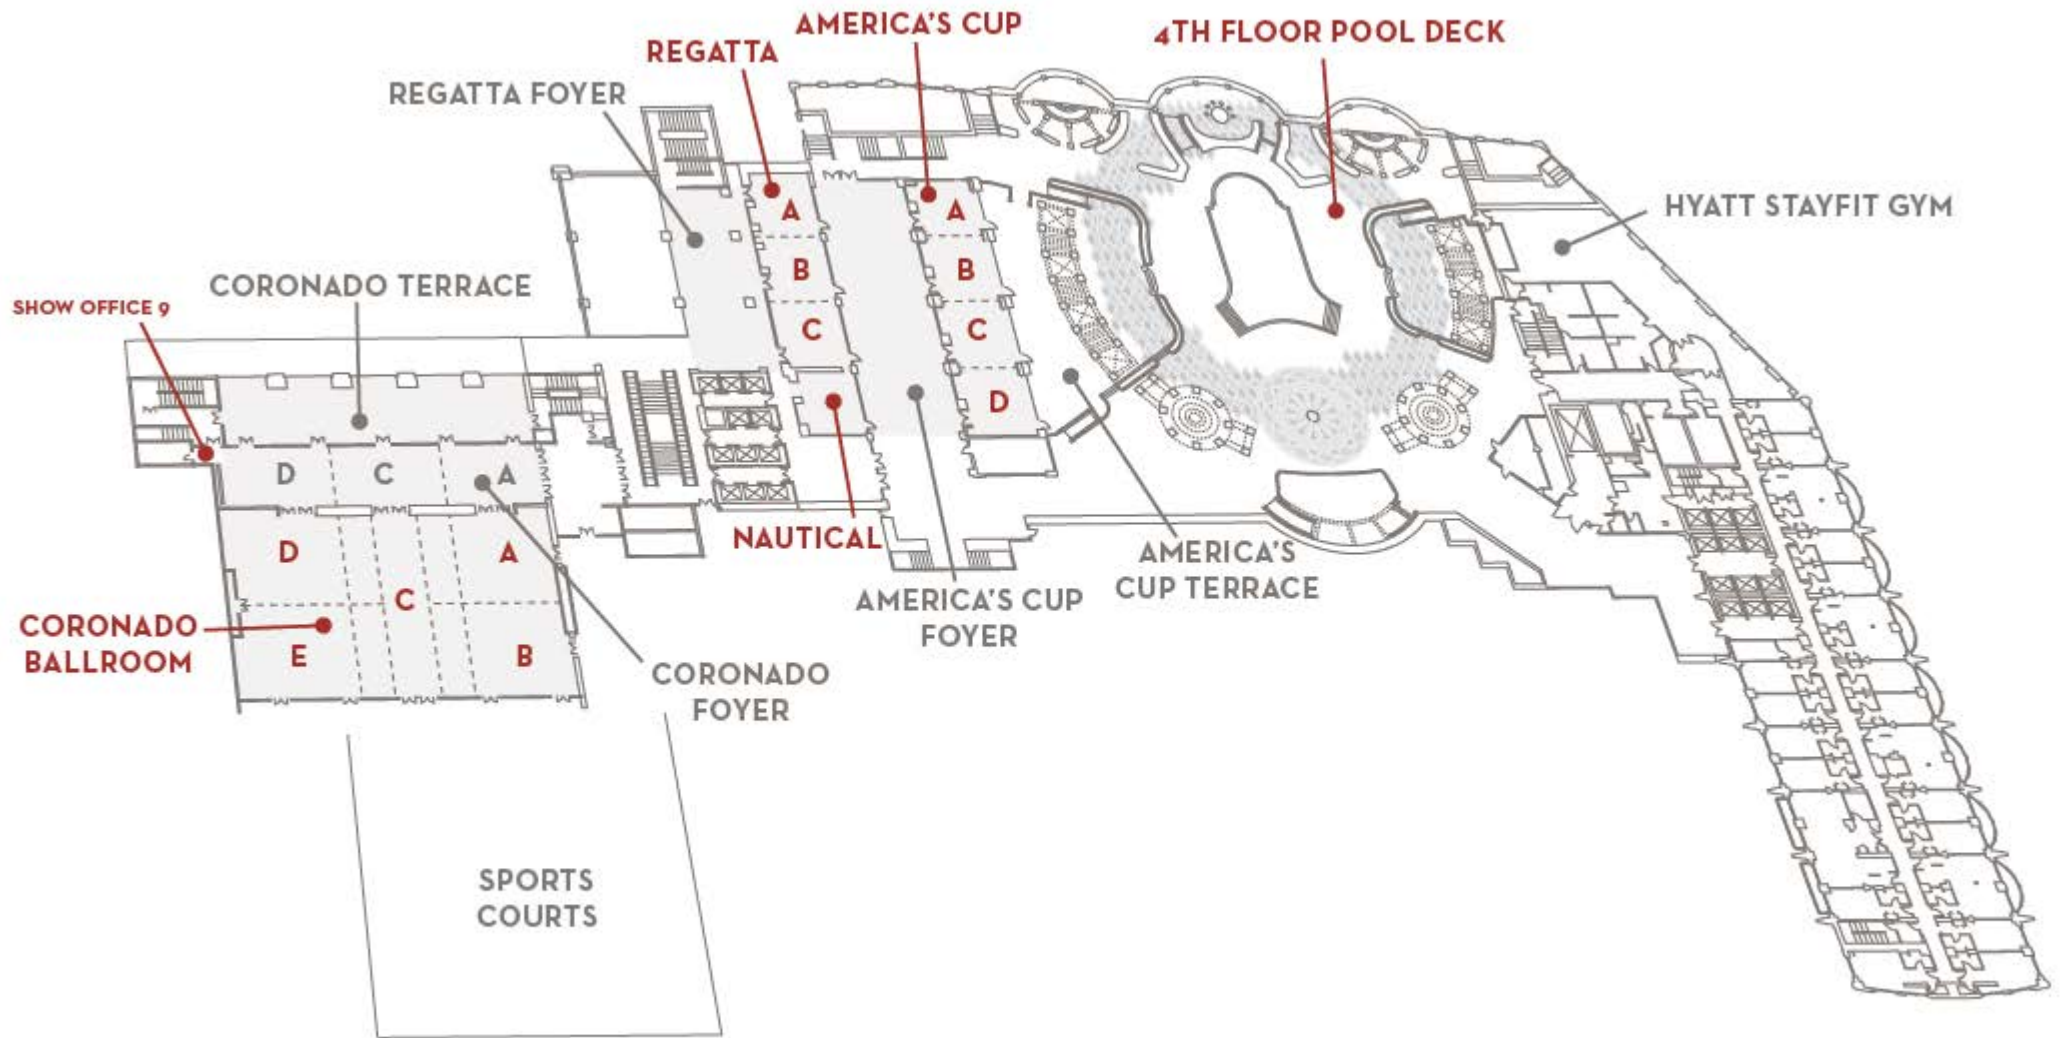 AMERICA'S CUP
4TH FLOOR POOL DECK
REGATTA
REGATTA FOYER
A
A
HYATT STAYFIT GYM
B
B
CORONADO TERRACE
SHOW OFFICE 9
C
C
D
D
C
A
NAUTICAL
D
A
AMERICA'S
CUP TERRACE
C
AMERICA'S CUP
FOYER
CORONADO
BALLROOM
E
B
CORONADO
FOYER
SPORTS
COURTS